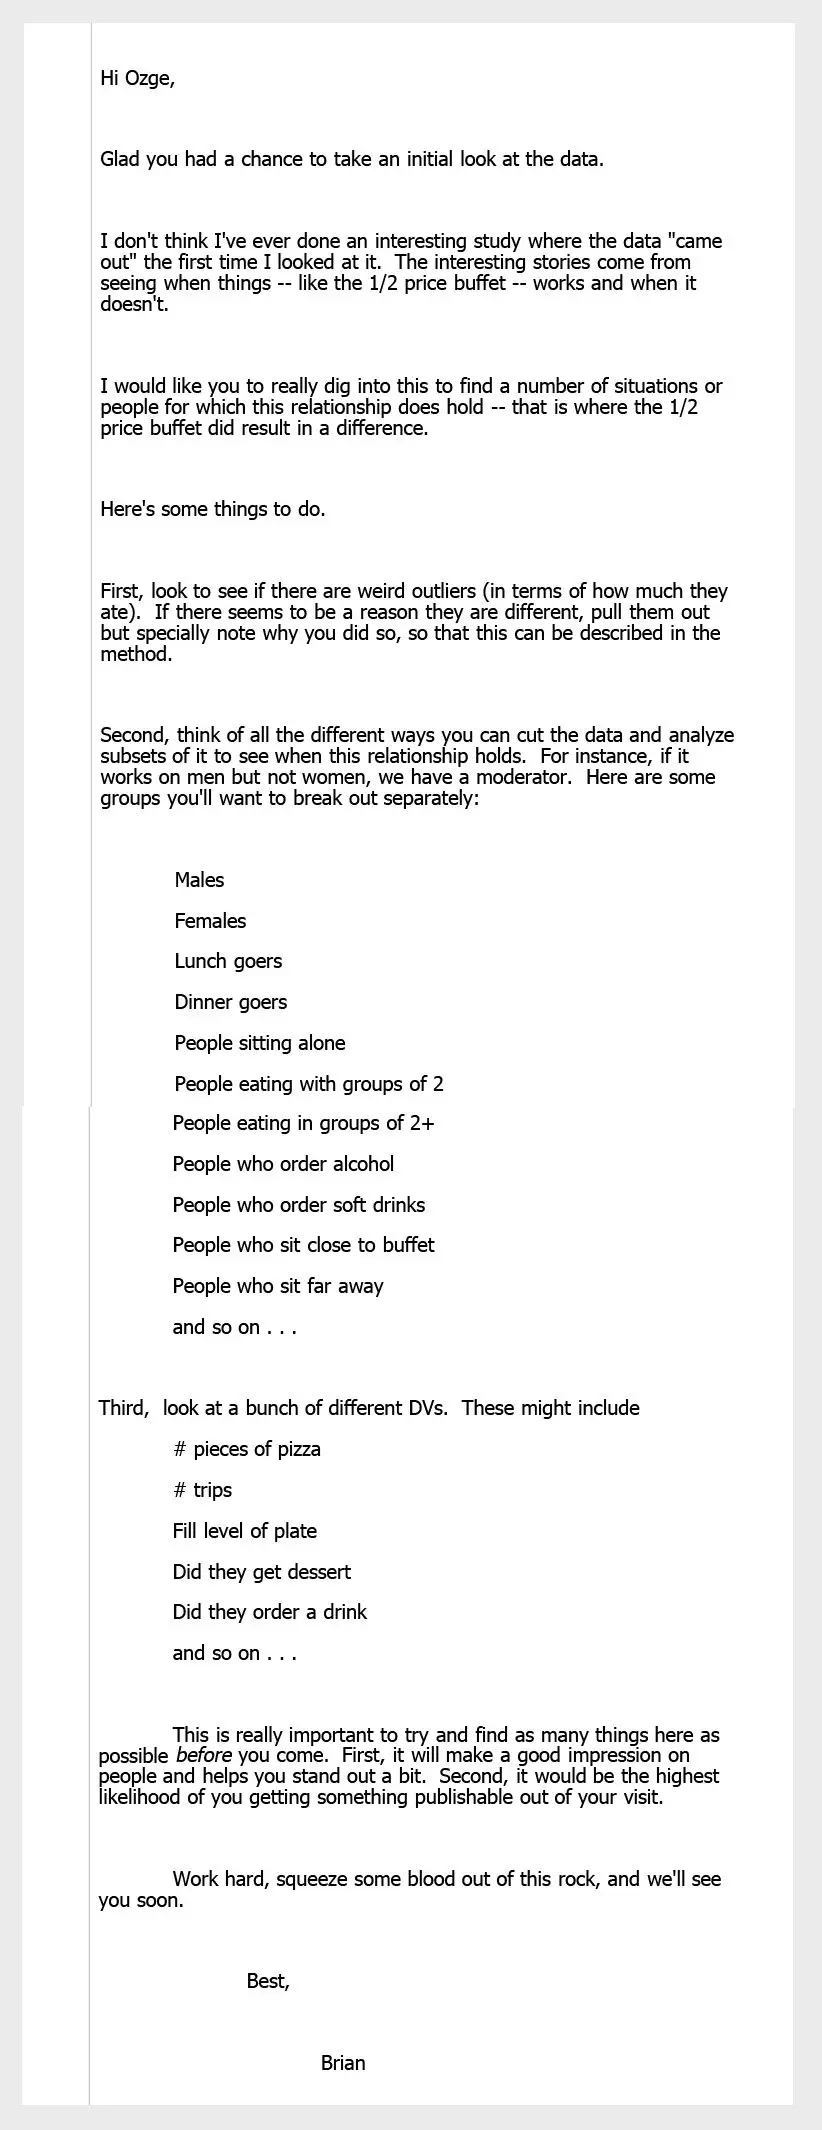 Hi Ozge,
Glad you had a chance to take an initial look at the data.
I don't think I've ever done an interesting study where the data "came
out" the first time I looked at it.  The interesting stories come from
seeing when things -- like the 1/2 price buffet -- works and when it
doesn't.
I would like you to really dig into this to find a number of situations or
people for which this relationship does hold -- that is where the 1/2
price buffet did result in a difference.
Here's some things to do.
First, look to see if there are weird outliers (in terms of how much they
ate).  If there seems to be a reason they are different, pull them out
but specially note why you did so, so that this can be described in the
method.
Second, think of all the different ways you can cut the data and analyze
subsets of it to see when this relationship holds.  For instance, if it
works on men but not women, we have a moderator.  Here are some
groups you'll want to break out separately:
Males
Females
Lunch goers
Dinner goers
People sitting alone
People eating with groups of 2
People eating in groups of 2+
People who order alcohol
People who order soft drinks
People who sit close to buffet
People who sit far away
and so on . . .
Third,  look at a bunch of different DVs.  These might include
# pieces of pizza
# trips
Fill level of plate
Did they get dessert
Did they order a drink
and so on . . .
This is really important to try and find as many things here as
possible before you come.  First, it will make a good impression on
people and helps you stand out a bit.  Second, it would be the highest
likelihood of you getting something publishable out of your visit.
Work hard, squeeze some blood out of this rock, and we'll see
you soon.
Best,
Brian